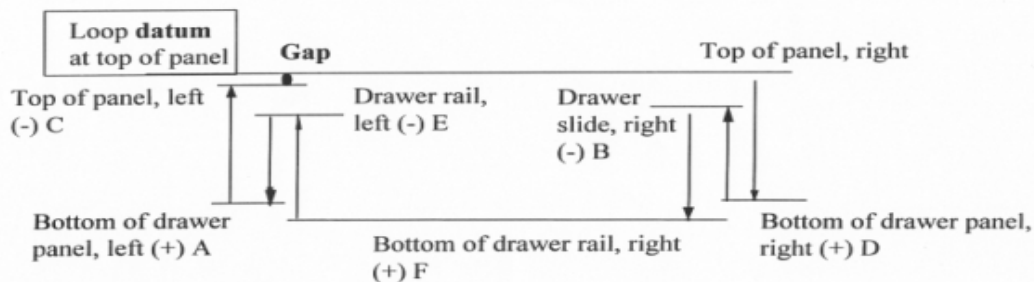 Loop datum
at top of panel
Gap
Top of panel, right
Top of panel, left
(-) C
Drawer rail,
left (-) E
Drawer
slide, right
(-) B
Bottom of drawer
panel, left (+) A
Bottom of drawer rail, right
(+) F
Bottom of drawer panel,
right (+) D